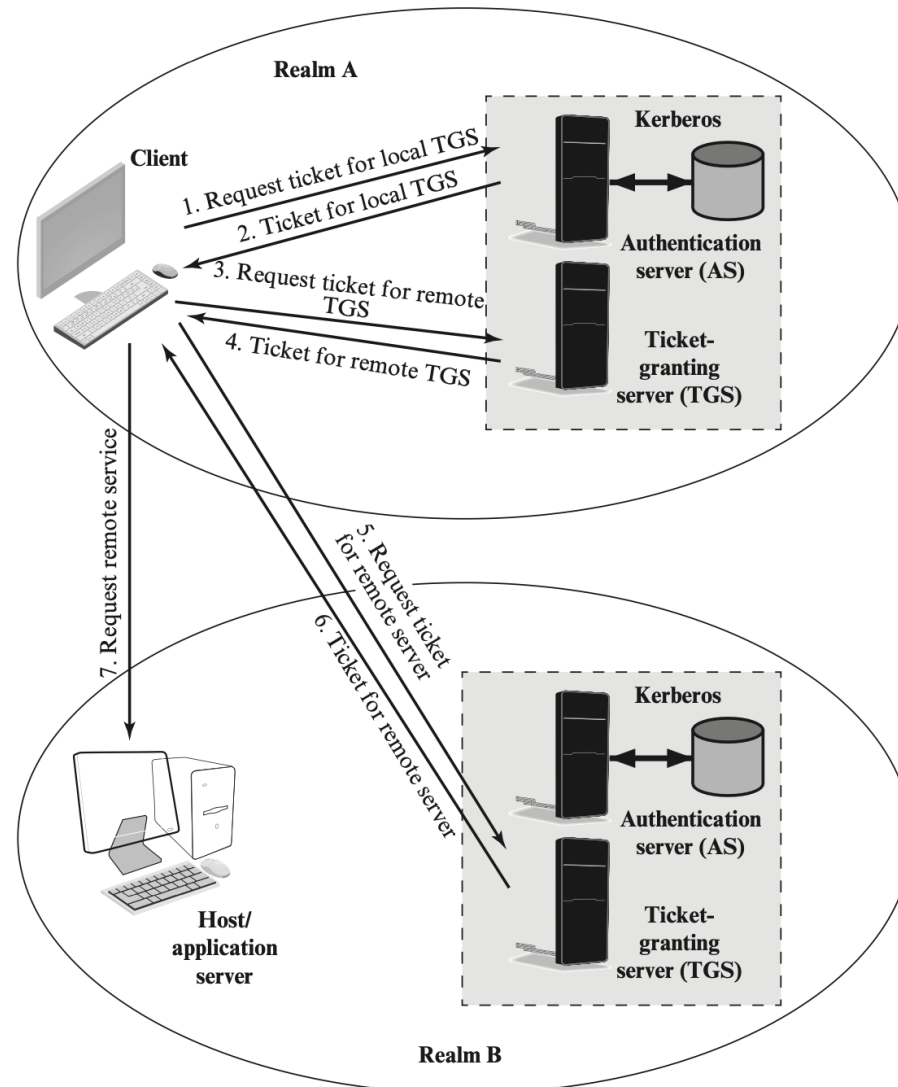 Realm A
Client
Kerberos
1. Request ticket for local TGS
2. Ticket for local TGS
Authentication
server (AS)
3. Request ticket for remote
TGS
4. Ticket for remote TGS
Ticket-
granting
server (TGS)
7. Request remote service
5. Request ticket
for remote server
6. Ticket for remote server
Kerberos
Authentication
server (AS)
Ticket-
granting
server (TGS)
Host/
application
server
Realm B